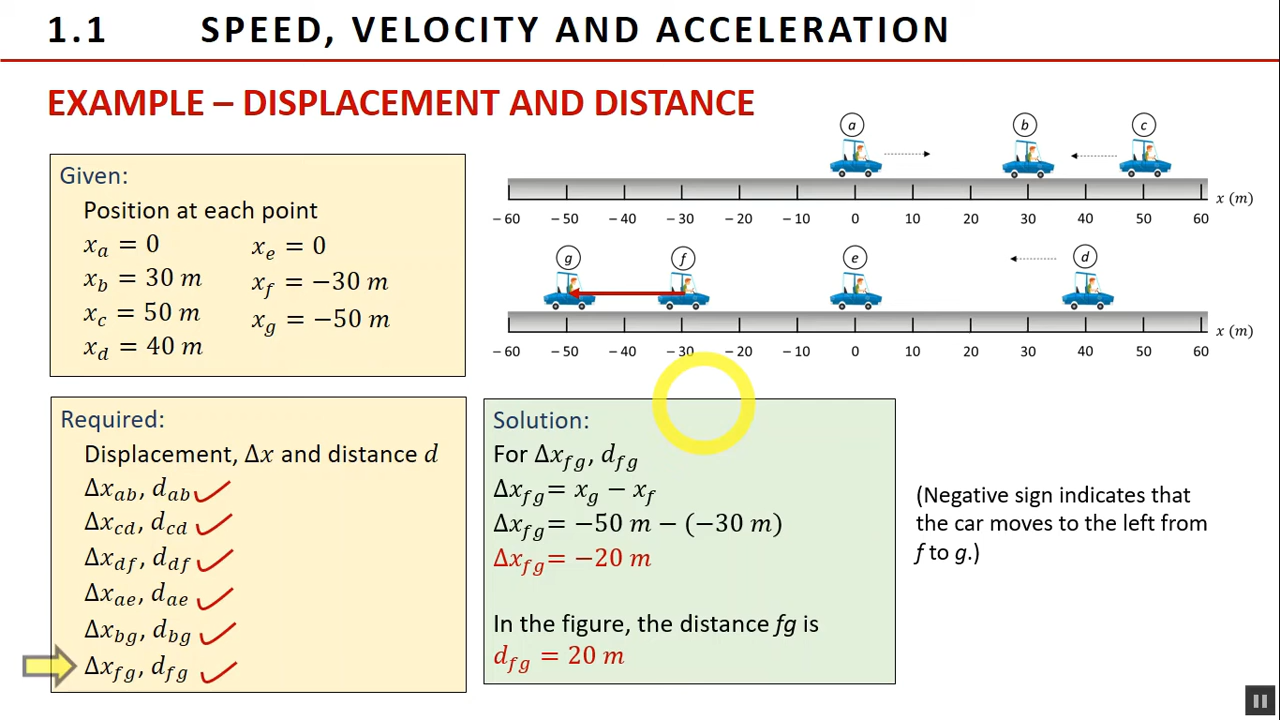 1.1 SPEED, VELOCITY AND ACCELERATION
EXAMPLE – DISPLACEMENT AND DISTANCE
Given:
Position at each point
x_a = 0
x_b = 30 m
x_c = 50 m
x_d = 40 m
x_e = 0
x_f = −30 m
x_g = −50 m
a b c
x (m)
– 60 – 50 – 40 – 30 – 20 – 10 0 10 20 30 40 50 60
g f e d
x (m)
– 60 – 50 – 40 – 30 – 20 – 10 0 10 20 30 40 50 60
Required:
Displacement, Δx and distance d
Δx_ab, d_ab
Δx_cd, d_cd
Δx_df, d_df
Δx_ae, d_ae
Δx_bg, d_bg
Δx_fg, d_fg
Solution:
For Δx_fg, d_fg
Δx_fg = x_g − x_f
Δx_fg = −50 m − (−30 m)
Δx_fg = −20 m
In the figure, the distance fg is
d_fg = 20 m
(Negative sign indicates that
the car moves to the left from
f to g.)